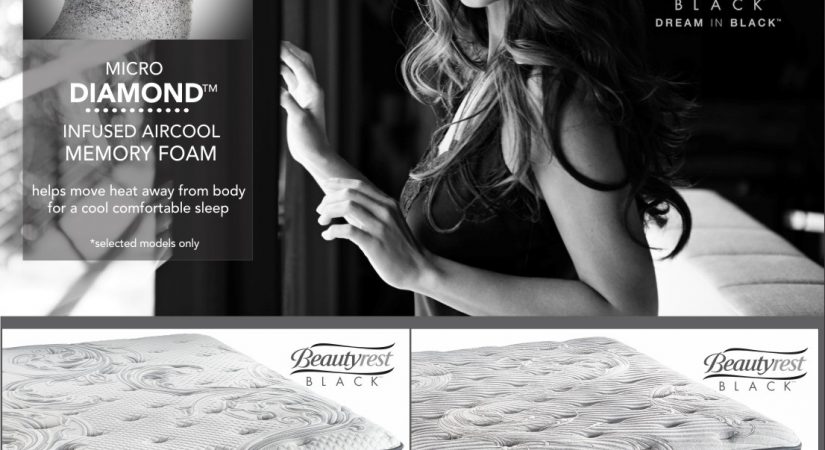 BLACK
DREAM IN BLACK™
MICRO
DIAMOND™
INFUSED AIRCOOL
MEMORY FOAM
helps move heat away from body
for a cool comfortable sleep
*selected models only
Beautyrest
BLACK
Beautyrest
BLACK